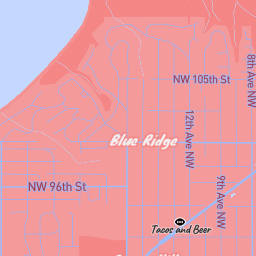 8th Ave NW
NW 105th St
12th Ave NW
Blue Ridge
NW 96th St
9th Ave NW
Tacos and Beer